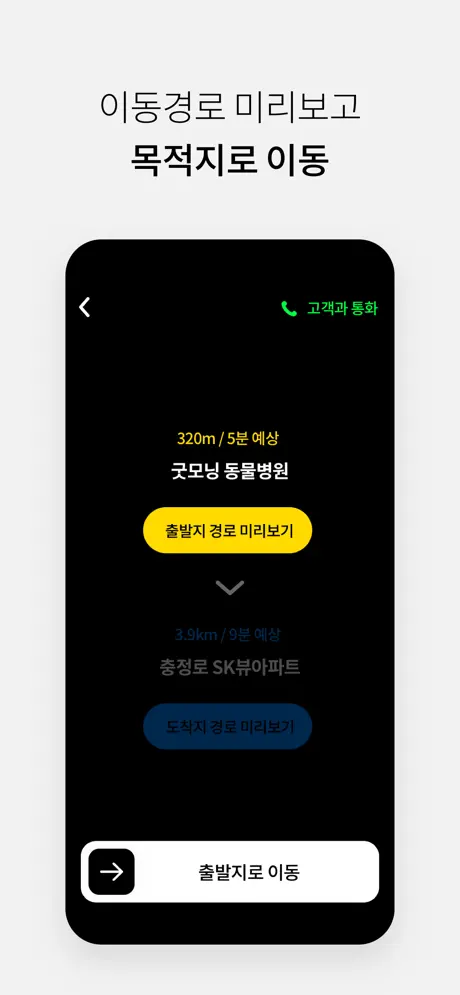 이동경로 미리보고
목적지로 이동
고객과 통화
320m / 5분 예상
굿모닝 동물병원
출발지 경로 미리보기
3.9km / 9분 예상
충정로 SK뷰아파트
도착지 경로 미리보기
출발지로 이동